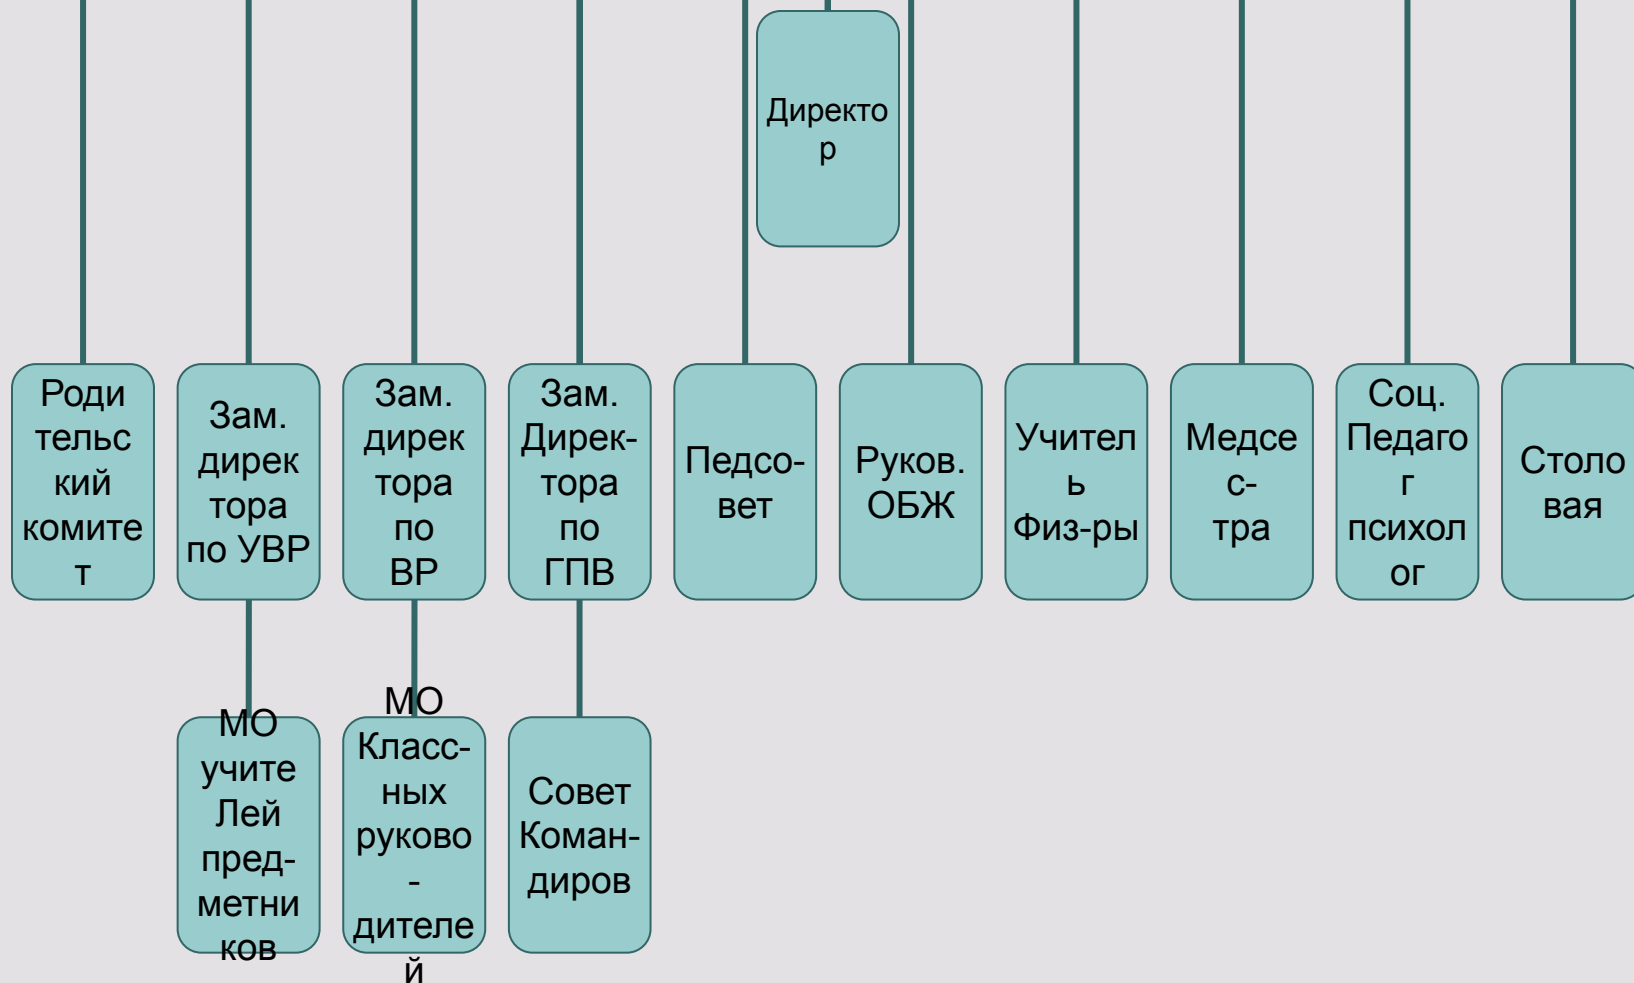 Директо
р
Роди
тельс
кий
комите
т
Зам.
дирек
тора
по УВР
Зам.
дирек
тора
по
ВР
Зам.
Дирек-
тора
по
ГПВ
Педсо-
вет
Руков.
ОБЖ
Учител
ь
Физ-ры
Медсе
с-
тра
Соц.
Педаго
г
психол
ог
Столо
вая
МО
учите
Лей
пред-
метни
ков
МО
Класс-
ных
руково
-
дителе
й
Совет
Коман-
диров